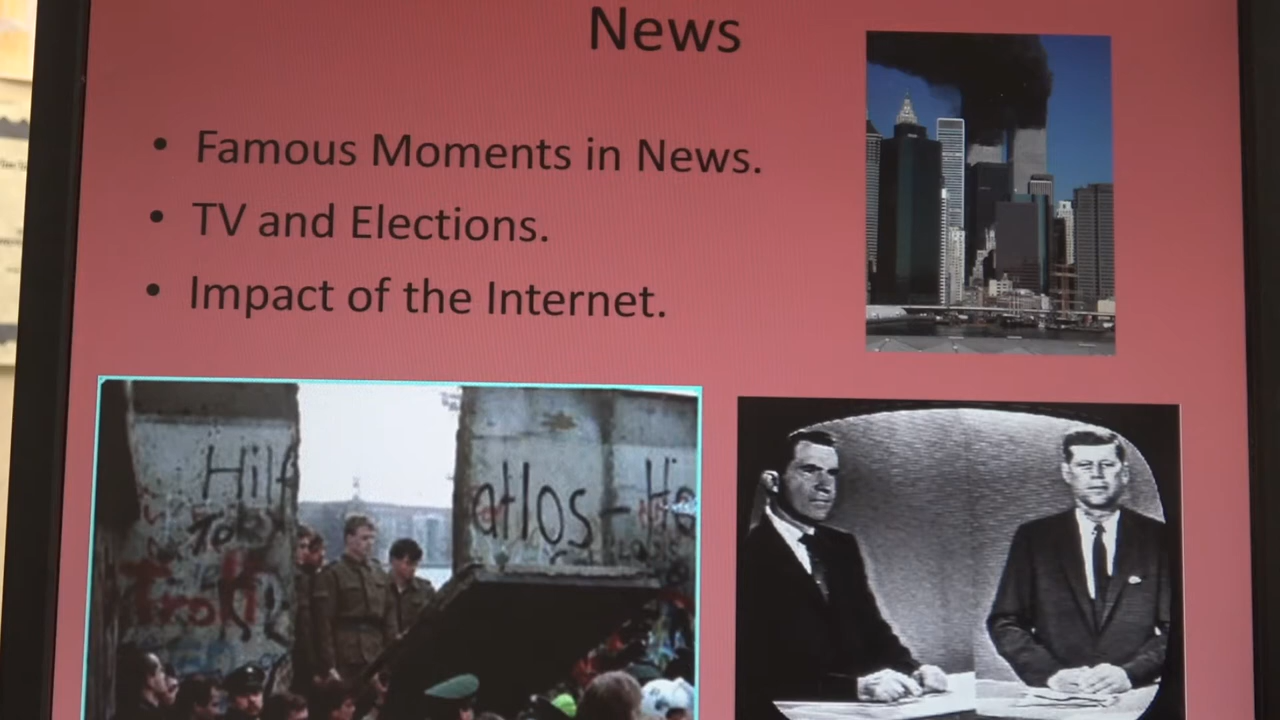 News
• Famous Moments in News.
• TV and Elections.
• Impact of the Internet.
Hilf
atlos-